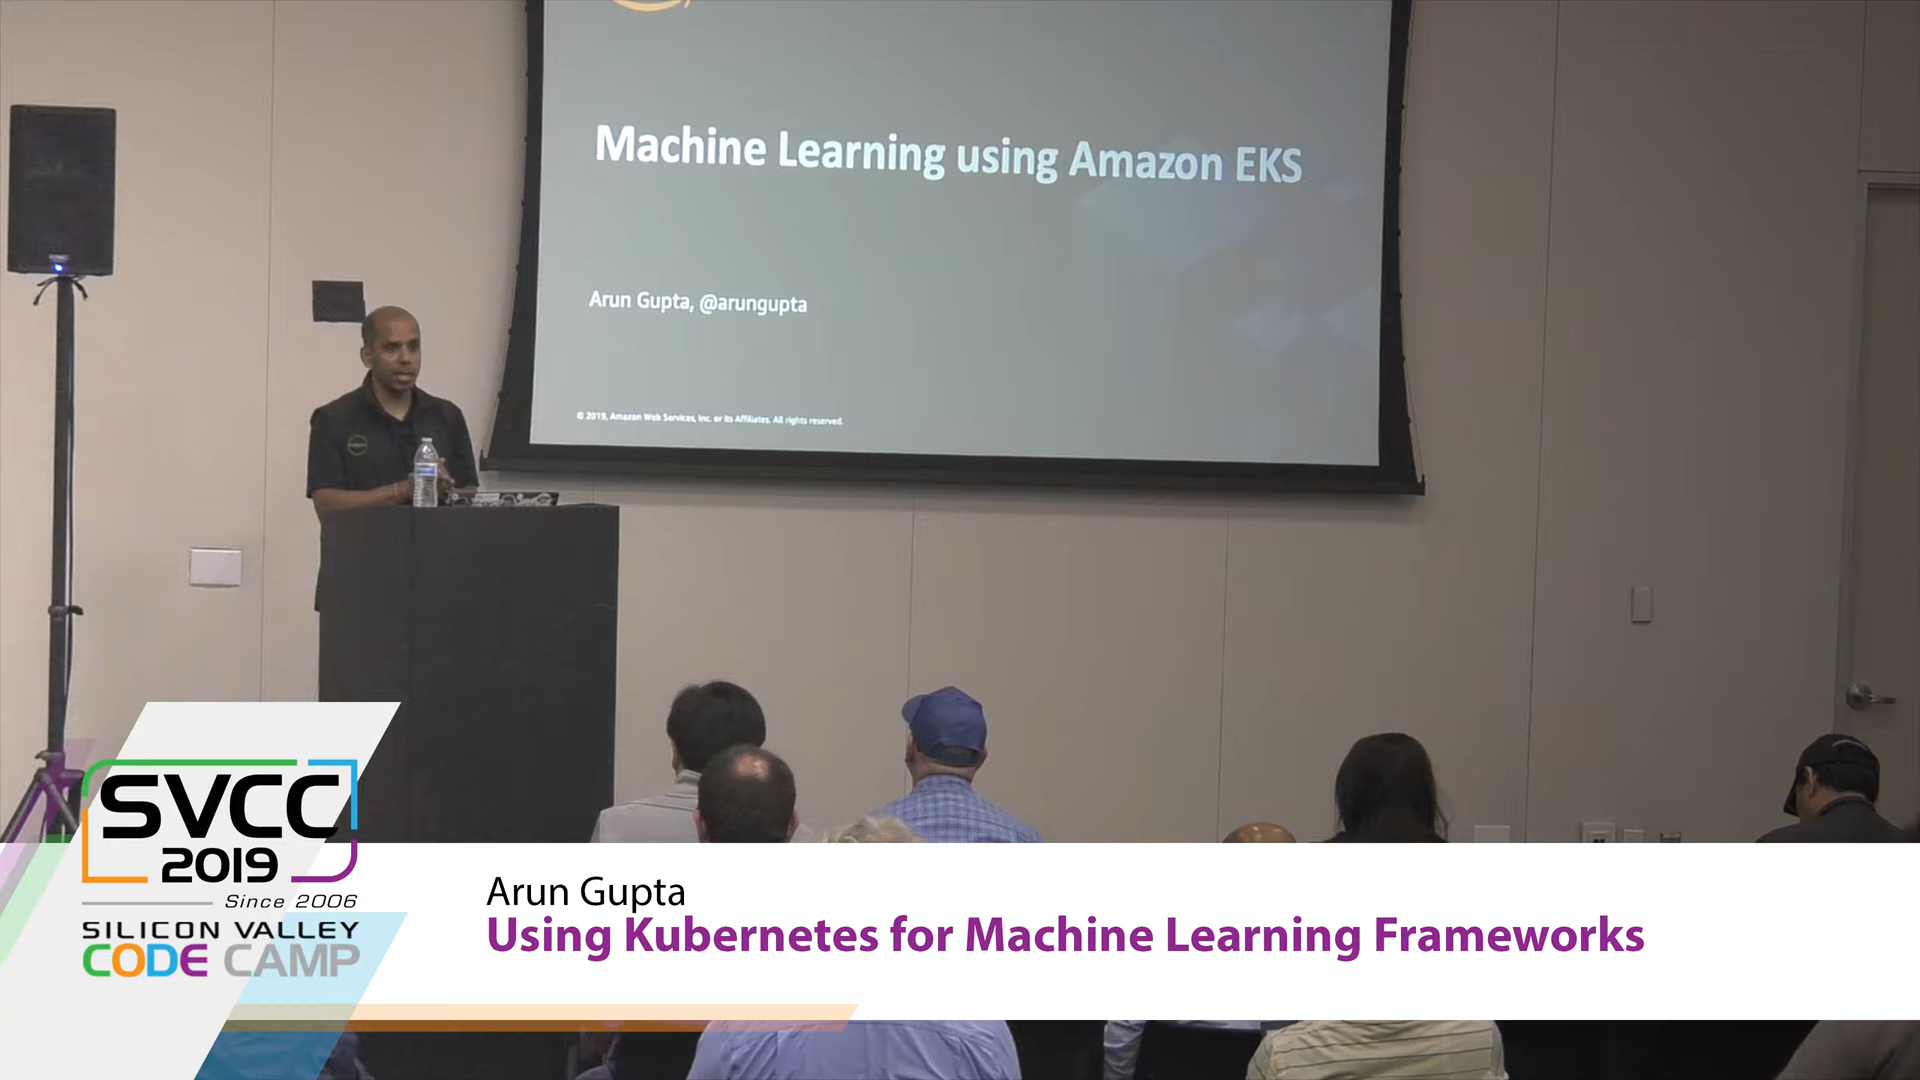 Machine Learning using Amazon EKS
Arun Gupta, @arungupta
© 2019, Amazon Web Services, Inc. or its Affiliates. All rights reserved.
SVCC
2019
Since 2006
SILICON VALLEY
CODE CAMP
Arun Gupta
Using Kubernetes for Machine Learning Frameworks